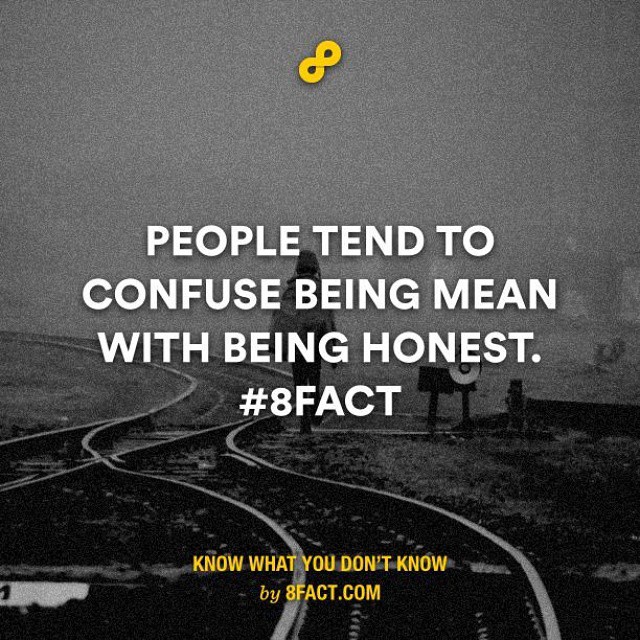 PEOPLE TEND TO
CONFUSE BEING MEAN
WITH BEING HONEST.
#8FACT
KNOW WHAT YOU DON'T KNOW
by 8FACT.COM